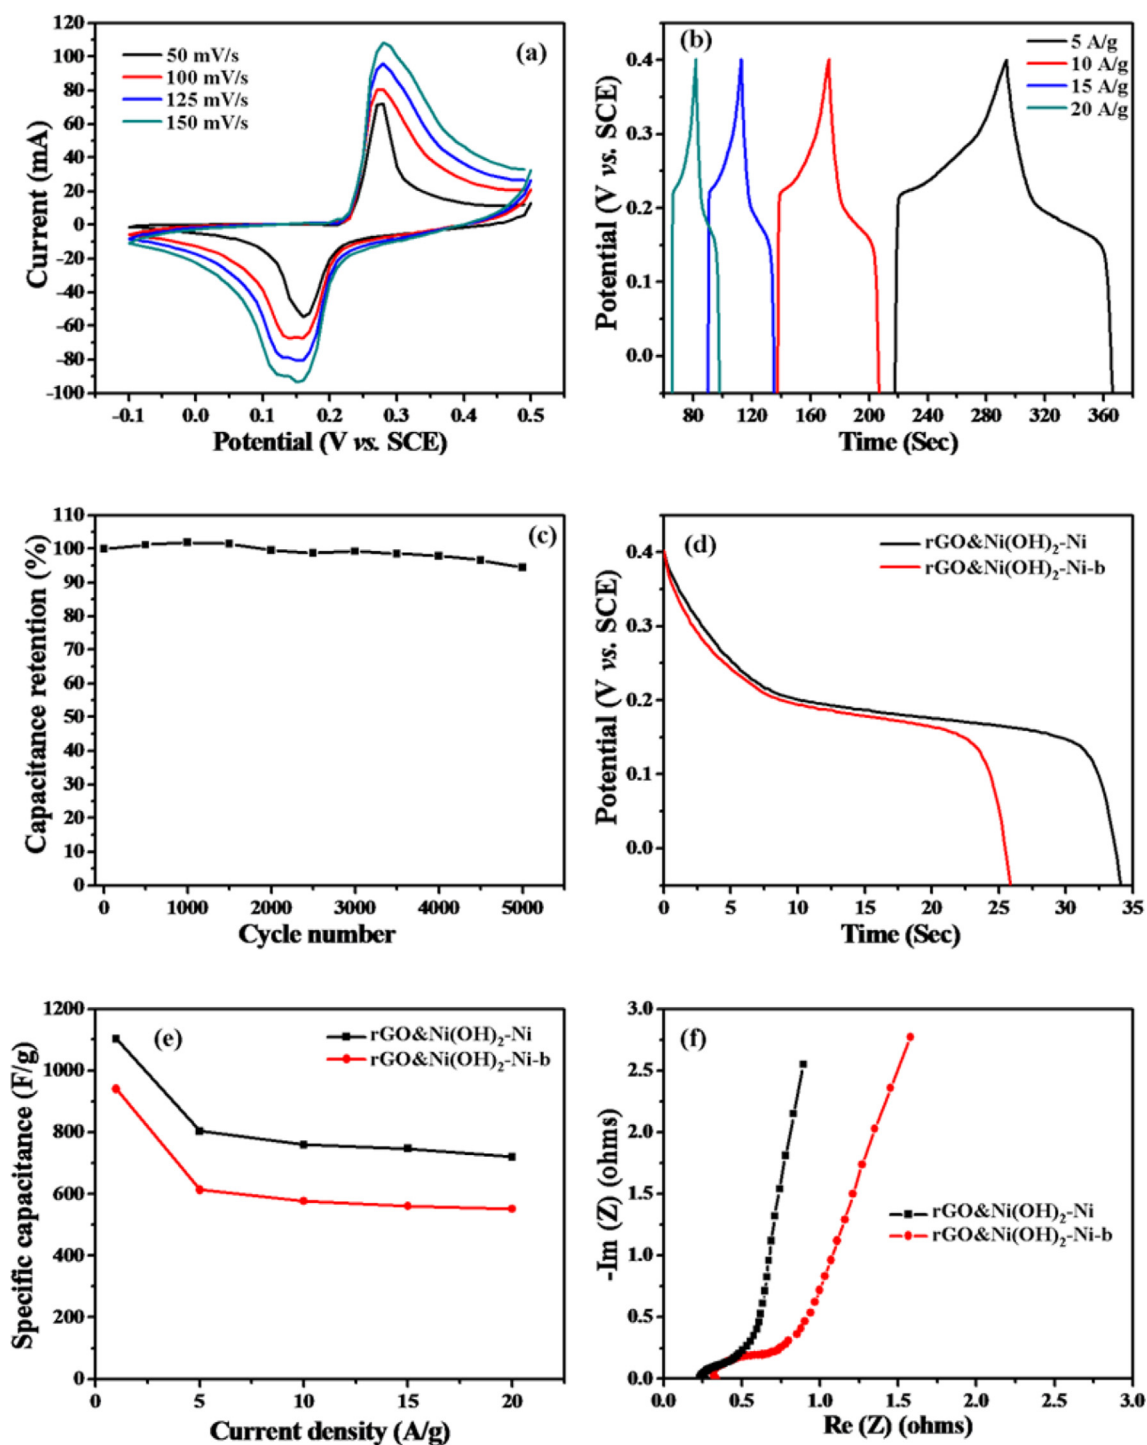 (a)
50 mV/s
100 mV/s
125 mV/s
150 mV/s
120
100
80
60
40
20
0
-20
-40
-60
-80
-100
Current (mA)
-0.1 0.0 0.1 0.2 0.3 0.4 0.5
Potential (V vs. SCE)
(b)
5 A/g
10 A/g
15 A/g
20 A/g
0.4
0.3
0.2
0.1
0.0
Potential (V vs. SCE)
80 120 160 200 240 280 320 360
Time (Sec)
(c)
110
100
90
80
70
60
50
40
30
20
10
0
Capacitance retention (%)
0 1000 2000 3000 4000 5000
Cycle number
(d)
rGO&Ni(OH)₂-Ni
rGO&Ni(OH)₂-Ni-b
0.4
0.3
0.2
0.1
0.0
Potential (V vs. SCE)
0 5 10 15 20 25 30 35
Time (Sec)
(e)
rGO&Ni(OH)₂-Ni
rGO&Ni(OH)₂-Ni-b
1200
1000
800
600
400
200
0
Specific capacitance (F/g)
0 5 10 15 20
Current density (A/g)
(f)
rGO&Ni(OH)₂-Ni
rGO&Ni(OH)₂-Ni-b
3.0
2.5
2.0
1.5
1.0
0.5
0.0
-Im (Z) (ohms)
0.0 0.5 1.0 1.5 2.0 2.5 3.0
Re (Z) (ohms)